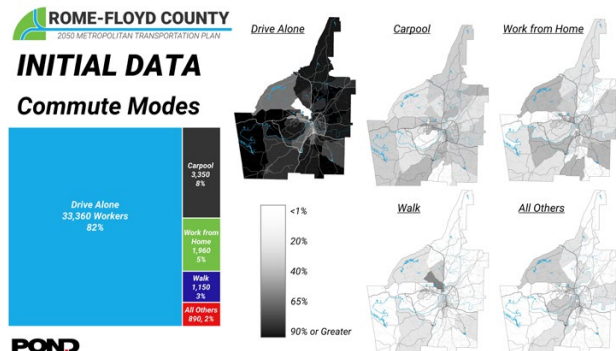 ROME-FLOYD COUNTY
2050 METROPOLITAN TRANSPORTATION PLAN
INITIAL DATA
Commute Modes
Drive Alone
33,360 Workers
82%
Carpool
3,350
8%
Work from
Home
1,960
5%
Walk
1,150
3%
All Others
890, 2%
POND
Drive Alone
Carpool
Work from Home
<1%
20%
40%
65%
90% or Greater
Walk
All Others